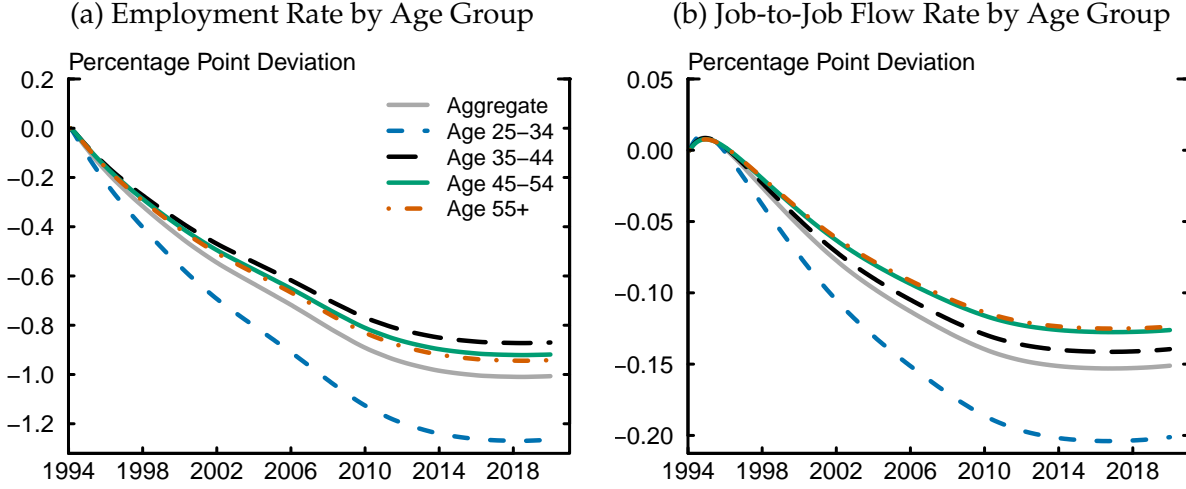 (a) Employment Rate by Age Group
Percentage Point Deviation
0.2
0.0
−0.2
−0.4
−0.6
−0.8
−1.0
−1.2
Aggregate
Age 25−34
Age 35−44
Age 45−54
Age 55+
1994 1998 2002 2006 2010 2014 2018
(b) Job-to-Job Flow Rate by Age Group
Percentage Point Deviation
0.05
0.00
−0.05
−0.10
−0.15
−0.20
1994 1998 2002 2006 2010 2014 2018